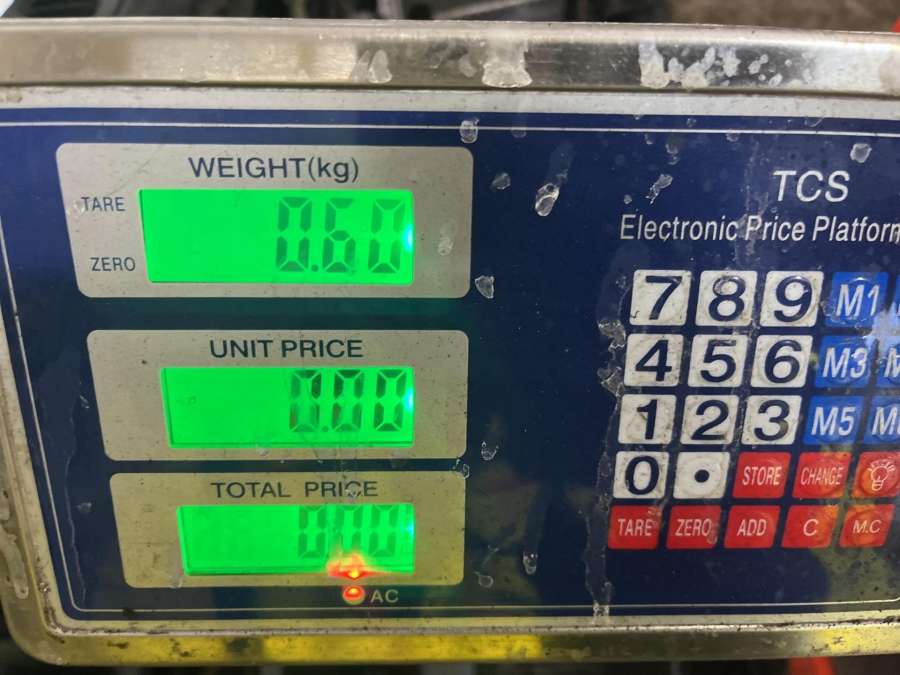 WEIGHT(kg)
TARE
0.60
ZERO
UNIT PRICE
0.00
TOTAL PRICE
0.00
AC
TCS
Electronic Price Platform
7 8 9 M1
4 5 6 M3
1 2 3 M5
0 . STORE CHANGE
TARE ZERO ADD C M.C